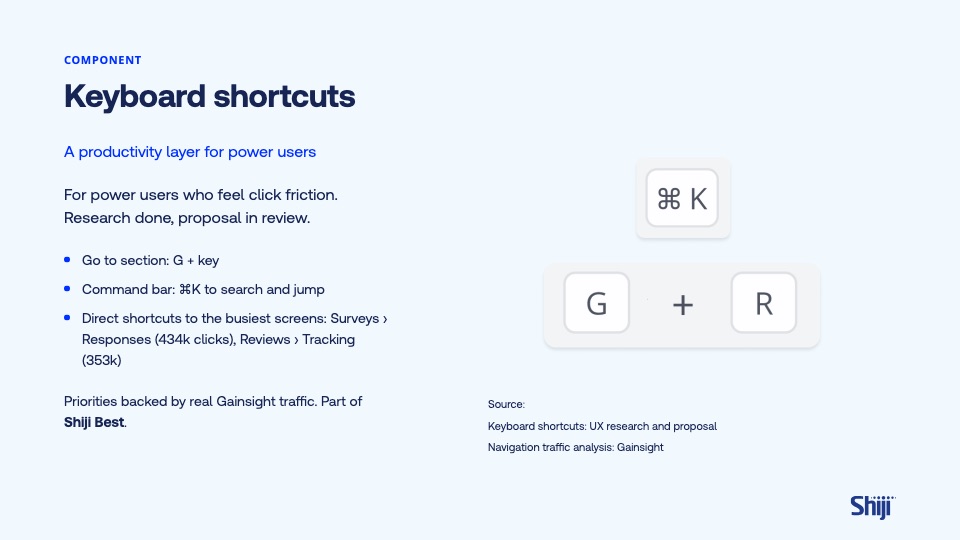 COMPONENT
Keyboard shortcuts
A productivity layer for power users
For power users who feel click friction.
Research done, proposal in review.
Go to section: G + key
Command bar: ⌘K to search and jump
Direct shortcuts to the busiest screens: Surveys ›
Responses (434k clicks), Reviews › Tracking
(353k)
Priorities backed by real Gainsight traffic. Part of
Shiji Best.
⌘ K
G + R
Source:
Keyboard shortcuts: UX research and proposal
Navigation traffic analysis: Gainsight
Shiji